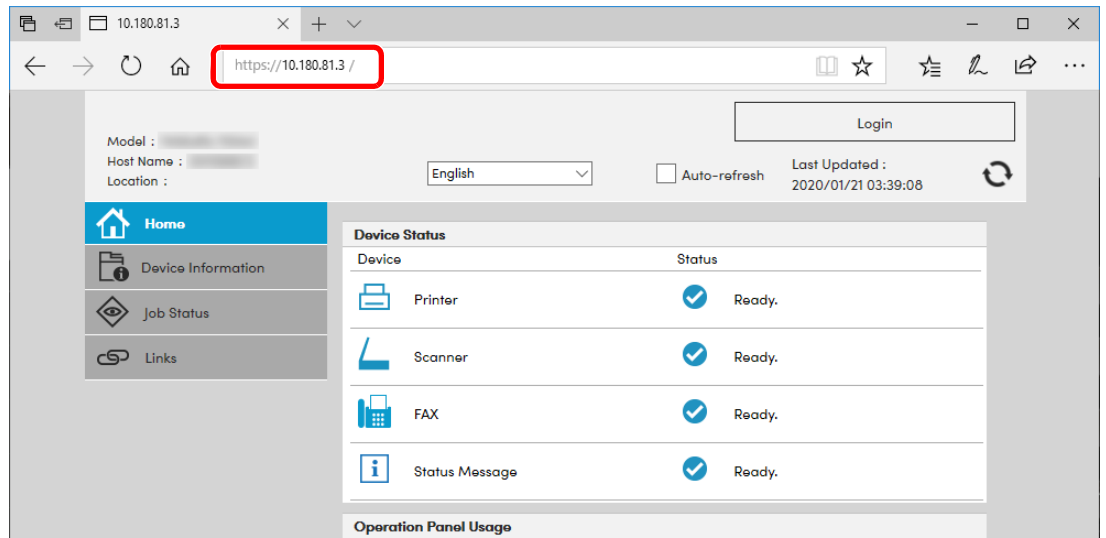 10.180.81.3
https://10.180.81.3 /
Login
Model :
Host Name :
Location :
English
Auto-refresh
Last Updated :
2020/01/21 03:39:08
Home
Device Information
Job Status
Links
Device Status
Device Status
Printer Ready.
Scanner Ready.
FAX Ready.
Status Message Ready.
Operation Panel Usage